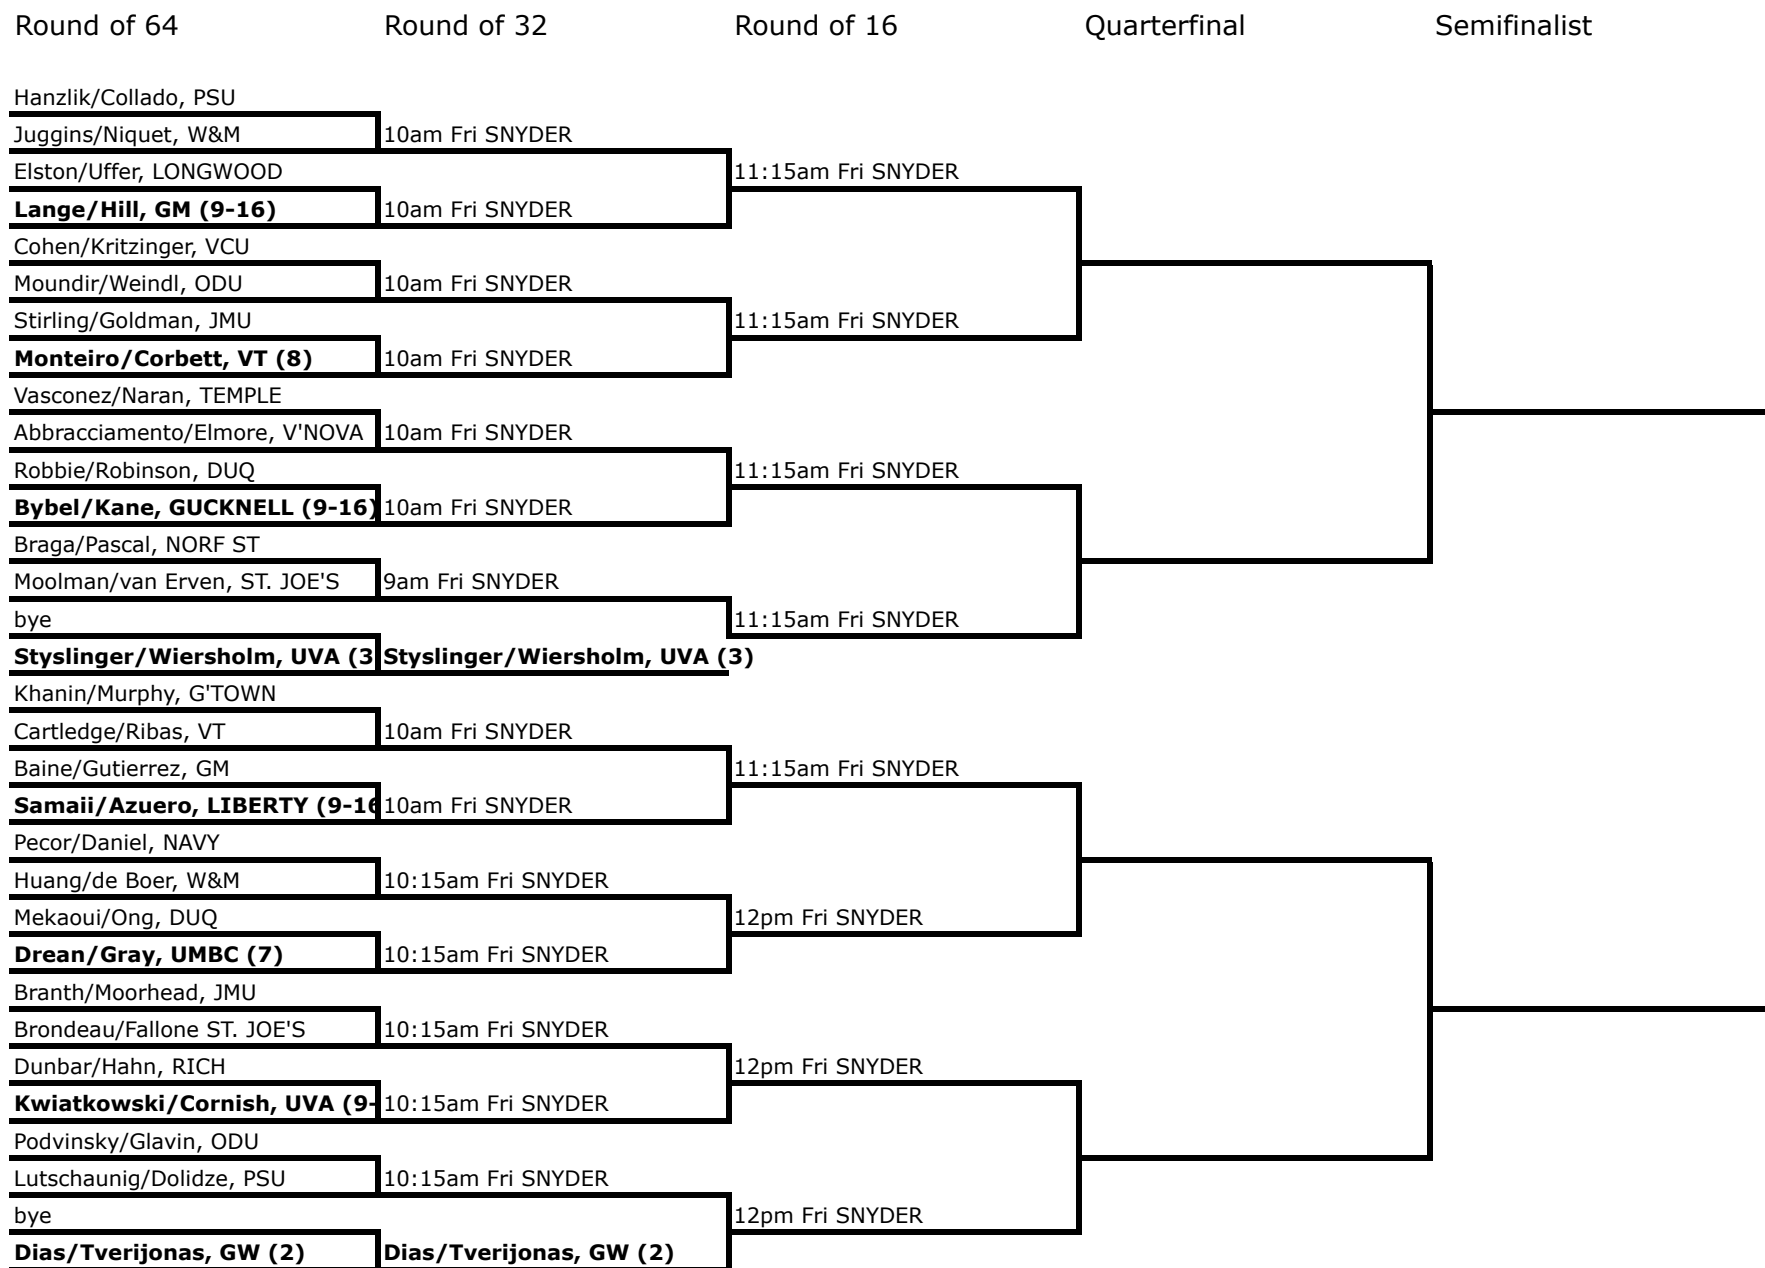 Round of 64 Round of 32 Round of 16 Quarterfinal Semifinalist
Hanzlik/Collado, PSU
Juggins/Niquet, W&M 10am Fri SNYDER
Elston/Uffer, LONGWOOD 11:15am Fri SNYDER
Lange/Hill, GM (9-16) 10am Fri SNYDER
Cohen/Kritzinger, VCU
Moundir/Weindl, ODU 10am Fri SNYDER
Stirling/Goldman, JMU 11:15am Fri SNYDER
Monteiro/Corbett, VT (8) 10am Fri SNYDER
Vasconez/Naran, TEMPLE
Abbracciamento/Elmore, V'NOVA 10am Fri SNYDER
Robbie/Robinson, DUQ 11:15am Fri SNYDER
Bybel/Kane, GUCKNELL (9-16) 10am Fri SNYDER
Braga/Pascal, NORF ST
Moolman/van Erven, ST. JOE'S 9am Fri SNYDER
bye 11:15am Fri SNYDER
Styslinger/Wiersholm, UVA (3 Styslinger/Wiersholm, UVA (3)
Khanin/Murphy, G'TOWN
Cartledge/Ribas, VT 10am Fri SNYDER
Baine/Gutierrez, GM 11:15am Fri SNYDER
Samaii/Azuero, LIBERTY (9-16 10am Fri SNYDER
Pecor/Daniel, NAVY
Huang/de Boer, W&M 10:15am Fri SNYDER
Mekaoui/Ong, DUQ 12pm Fri SNYDER
Drean/Gray, UMBC (7) 10:15am Fri SNYDER
Branth/Moorhead, JMU
Brondeau/Fallone ST. JOE'S 10:15am Fri SNYDER
Dunbar/Hahn, RICH 12pm Fri SNYDER
Kwiatkowski/Cornish, UVA (9- 10:15am Fri SNYDER
Podvinsky/Glavin, ODU
Lutschaunig/Dolidze, PSU 10:15am Fri SNYDER
bye 12pm Fri SNYDER
Dias/Tverijonas, GW (2) Dias/Tverijonas, GW (2)